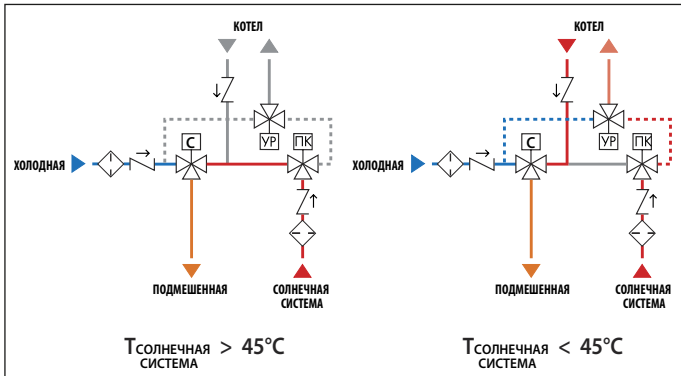 КОТЕЛ
С
УР
ПК
ХОЛОДНАЯ
ПОДМЕШЕННАЯ
СОЛНЕЧНАЯ
СИСТЕМА
TСОЛНЕЧНАЯ > 45°C
СИСТЕМА
КОТЕЛ
С
УР
ПК
ХОЛОДНАЯ
ПОДМЕШЕННАЯ
СОЛНЕЧНАЯ
СИСТЕМА
TСОЛНЕЧНАЯ < 45°C
СИСТЕМА